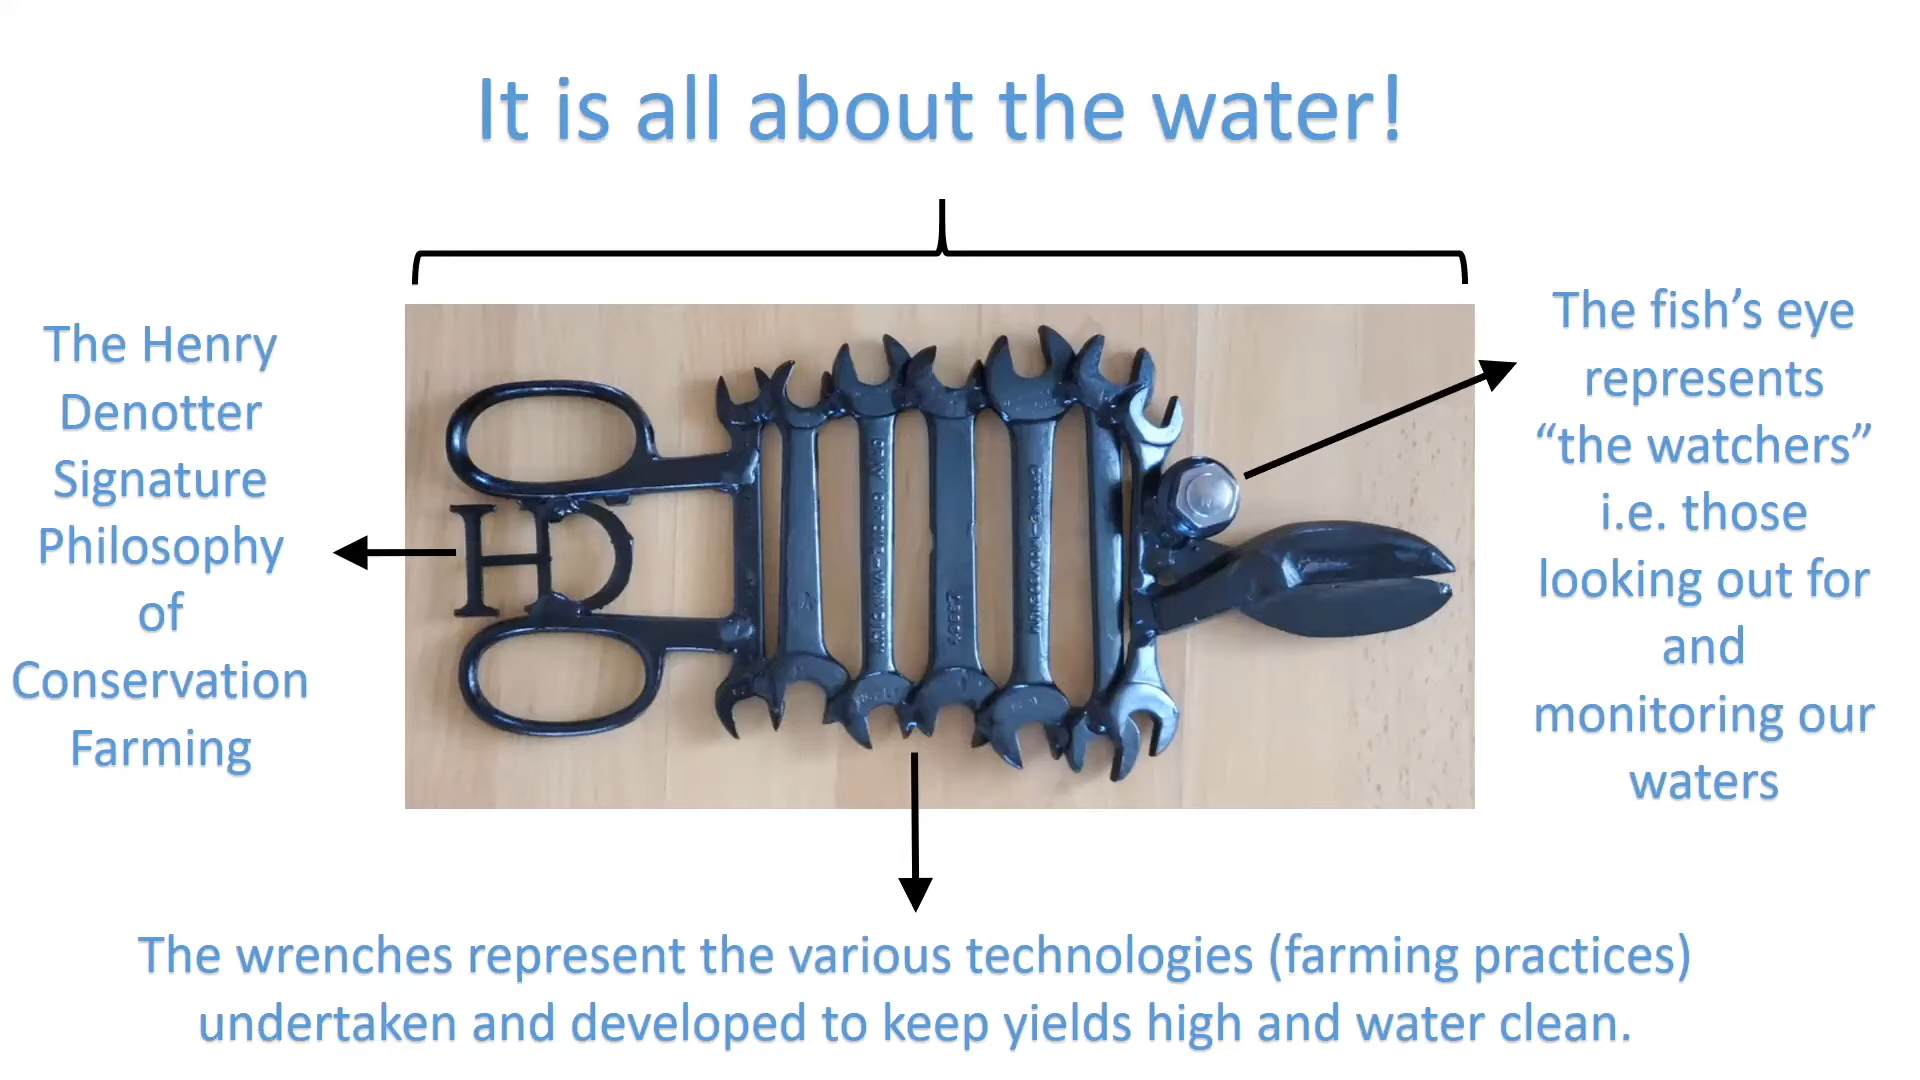 It is all about the water!
The Henry
Denotter
Signature
Philosophy
of
Conservation
Farming
HD
The fish’s eye
represents
“the watchers”
i.e. those
looking out for
and
monitoring our
waters
The wrenches represent the various technologies (farming practices)
undertaken and developed to keep yields high and water clean.